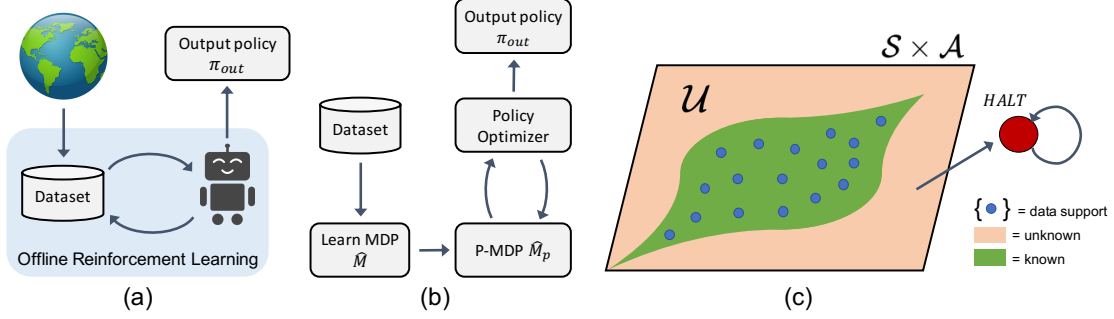 Output policy
π_out
Dataset
Offline Reinforcement Learning
(a)
Output policy
π_out
Dataset
Policy
Optimizer
Learn MDP
M̂
P-MDP M̂_p
(b)
S × A
U
HALT
{ } = data support
= unknown
= known
(c)